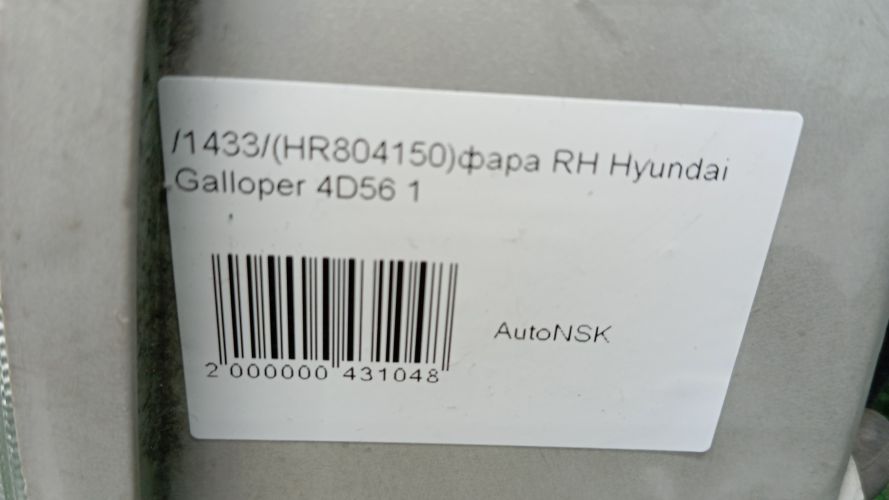 /1433/(HR804150)фара RH Hyundai
Galloper 4D56 1
AutoNSK
2 000000 431048